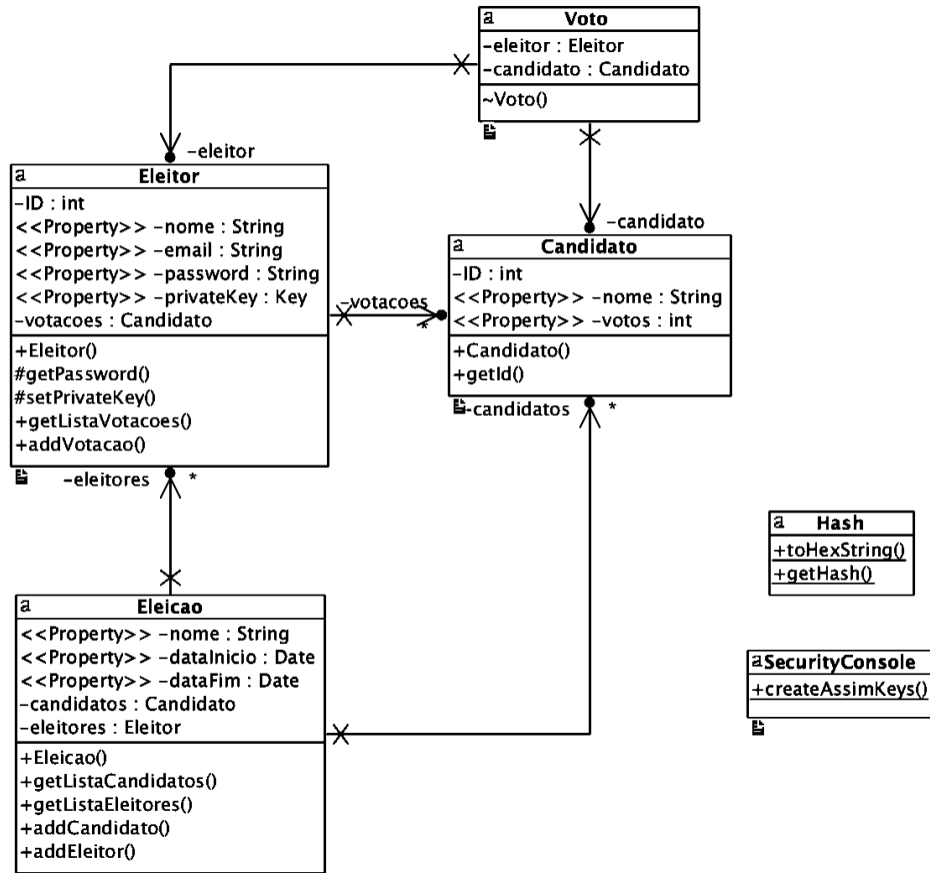 a Voto
-eleitor : Eleitor
-candidato : Candidato
~Voto()
-eleitor
a Eleitor
-ID : int
<<Property>> -nome : String
<<Property>> -email : String
<<Property>> -password : String
<<Property>> -privateKey : Key
-votacoes : Candidato
+Eleitor()
#getPassword()
#setPrivateKey()
+getListaVotacoes()
+addVotacao()
-votacoes
*
-candidato
a Candidato
-ID : int
<<Property>> -nome : String
<<Property>> -votos : int
+Candidato()
+getId()
-candidatos *
-eleitores *
a Eleicao
<<Property>> -nome : String
<<Property>> -dataInicio : Date
<<Property>> -dataFim : Date
-candidatos : Candidato
-eleitores : Eleitor
+Eleicao()
+getListaCandidatos()
+getListaEleitores()
+addCandidato()
+addEleitor()
a Hash
+toHexString()
+getHash()
a SecurityConsole
+createAssimKeys()